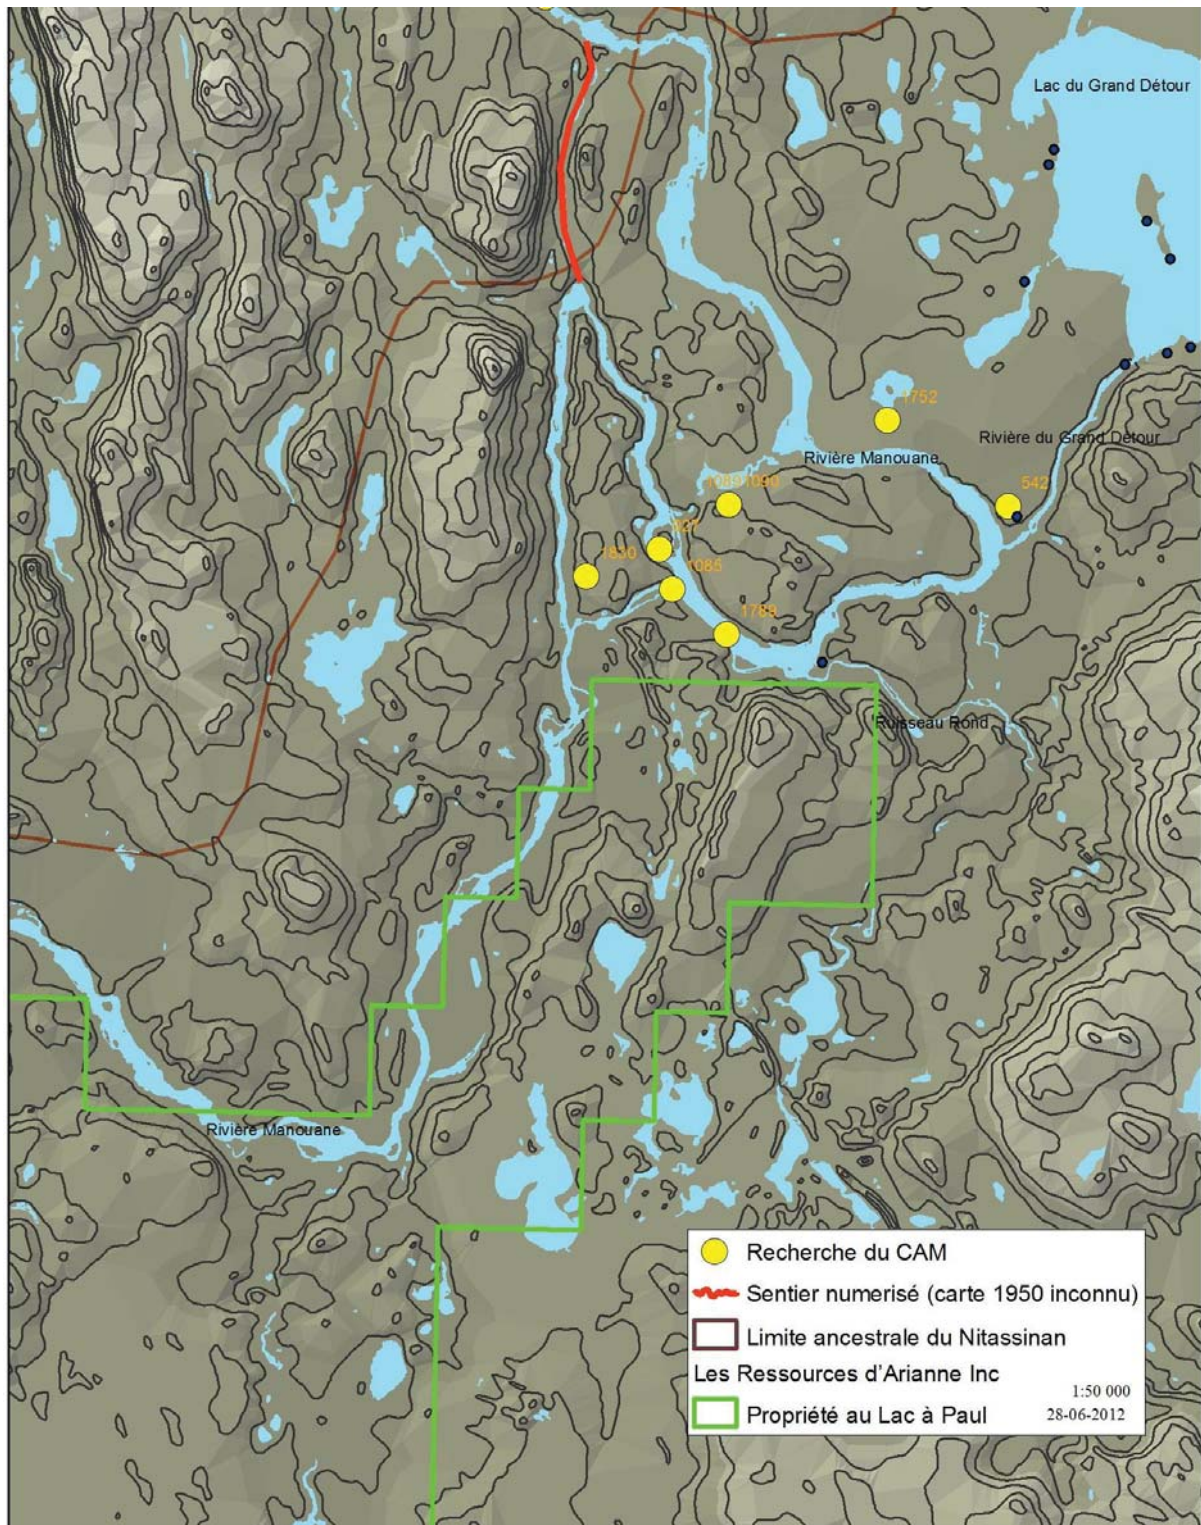 Lac du Grand Détour
1752
Rivière du Grand Détour
Rivière Manouane
1090
542
1830
1085
1789
Ruisseau Rond
Rivière Manouane
Recherche du CAM
Sentier numerisé (carte 1950 inconnu)
Limite ancestrale du Nitassinan
Les Ressources d'Arianne Inc
1:50 000
Propriété au Lac à Paul
28-06-2012